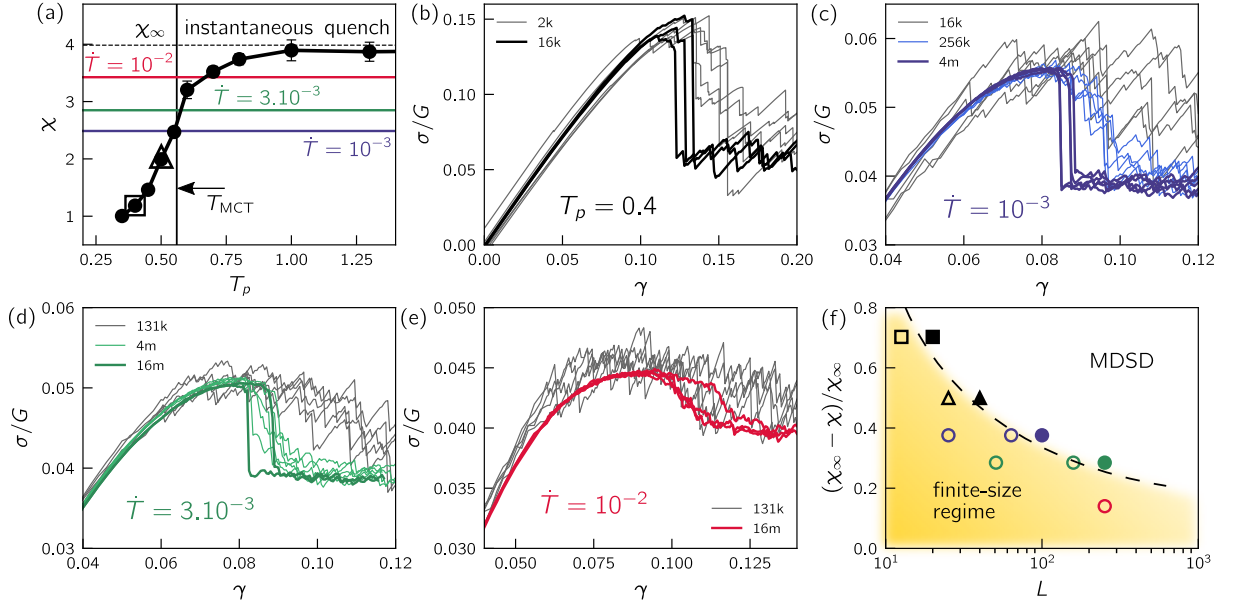 (a)
χ∞
instantaneous quench
Ṫ = 10⁻²
Ṫ = 3.10⁻³
Ṫ = 10⁻³
T_MCT
χ
4
3
2
1
0.25 0.50 0.75 1.00 1.25
T_p
(b)
2k
16k
σ/G
0.15
0.10
0.05
0.00
T_p = 0.4
0.00 0.05 0.10 0.15 0.20
γ
(c)
16k
256k
4m
σ/G
0.06
0.05
0.04
0.03
Ṫ = 10⁻³
0.04 0.06 0.08 0.10 0.12
γ
(d)
131k
4m
16m
σ/G
0.06
0.05
0.04
0.03
Ṫ = 3.10⁻³
0.04 0.06 0.08 0.10 0.12
γ
(e)
σ/G
0.050
0.045
0.040
0.035
0.030
Ṫ = 10⁻²
131k
16m
0.050 0.075 0.100 0.125
γ
(f)
(χ∞ − χ)/χ∞
0.8
0.6
0.4
0.2
0.0
MDSD
finite-size
regime
10¹ 10² 10³
L